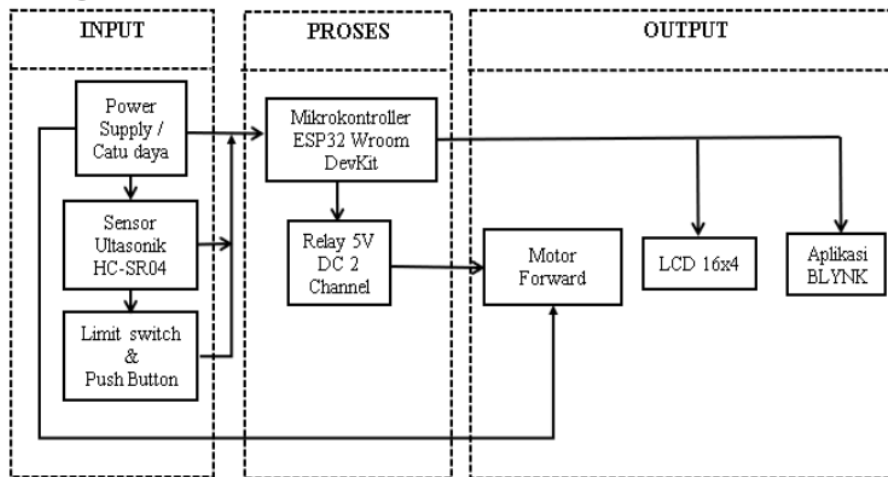 INPUT
PROSES
OUTPUT
Power
Supply /
Catu daya
Sensor
Ultasonik
HC-SR04
Limit switch
&
Push Button
Mikrokontroller
ESP32 Wroom
DevKit
Relay 5V
DC 2
Channel
Motor
Forward
LCD 16x4
Aplikasi
BLYNK